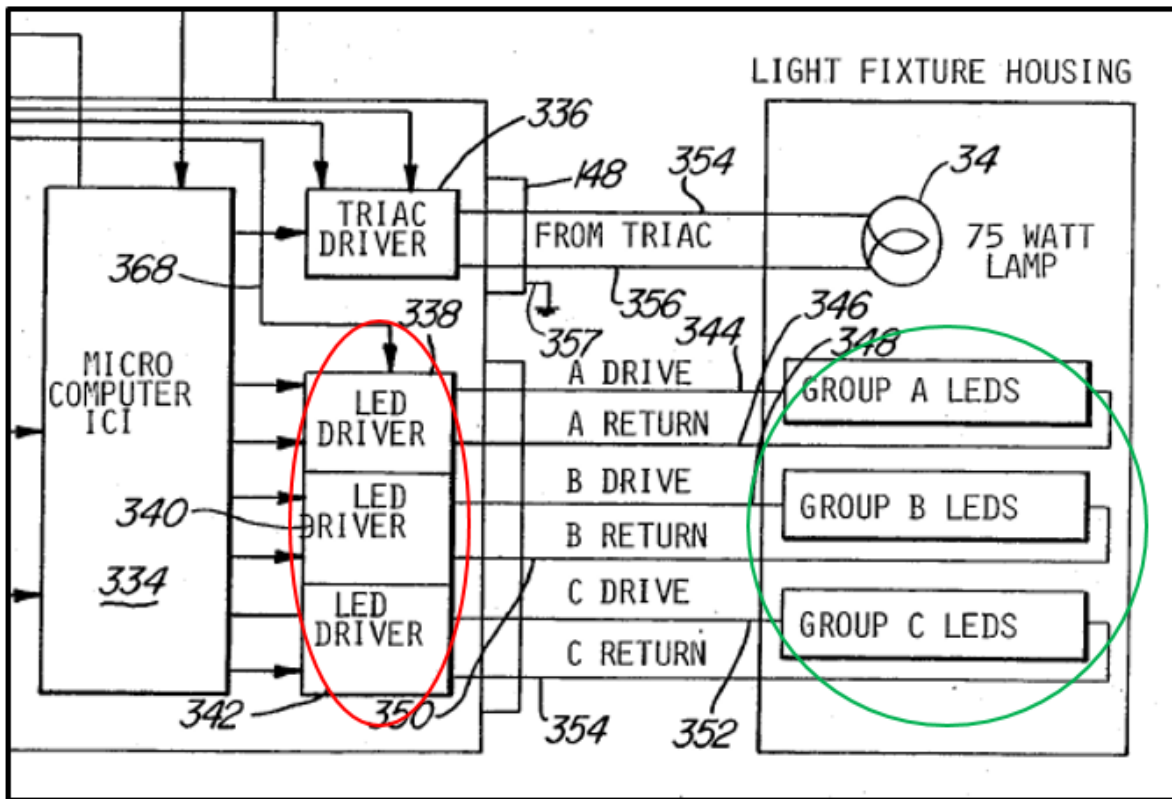 LIGHT FIXTURE HOUSING
336
148
354
34
TRIAC
DRIVER
FROM TRIAC
75 WATT
LAMP
368
356
346
338
357
344
348
MICRO
COMPUTER
ICI
334
LED
DRIVER
A DRIVE
A RETURN
GROUP A LEDS
340
LED
DRIVER
B DRIVE
B RETURN
GROUP B LEDS
LED
DRIVER
C DRIVE
C RETURN
GROUP C LEDS
342
350
354
352